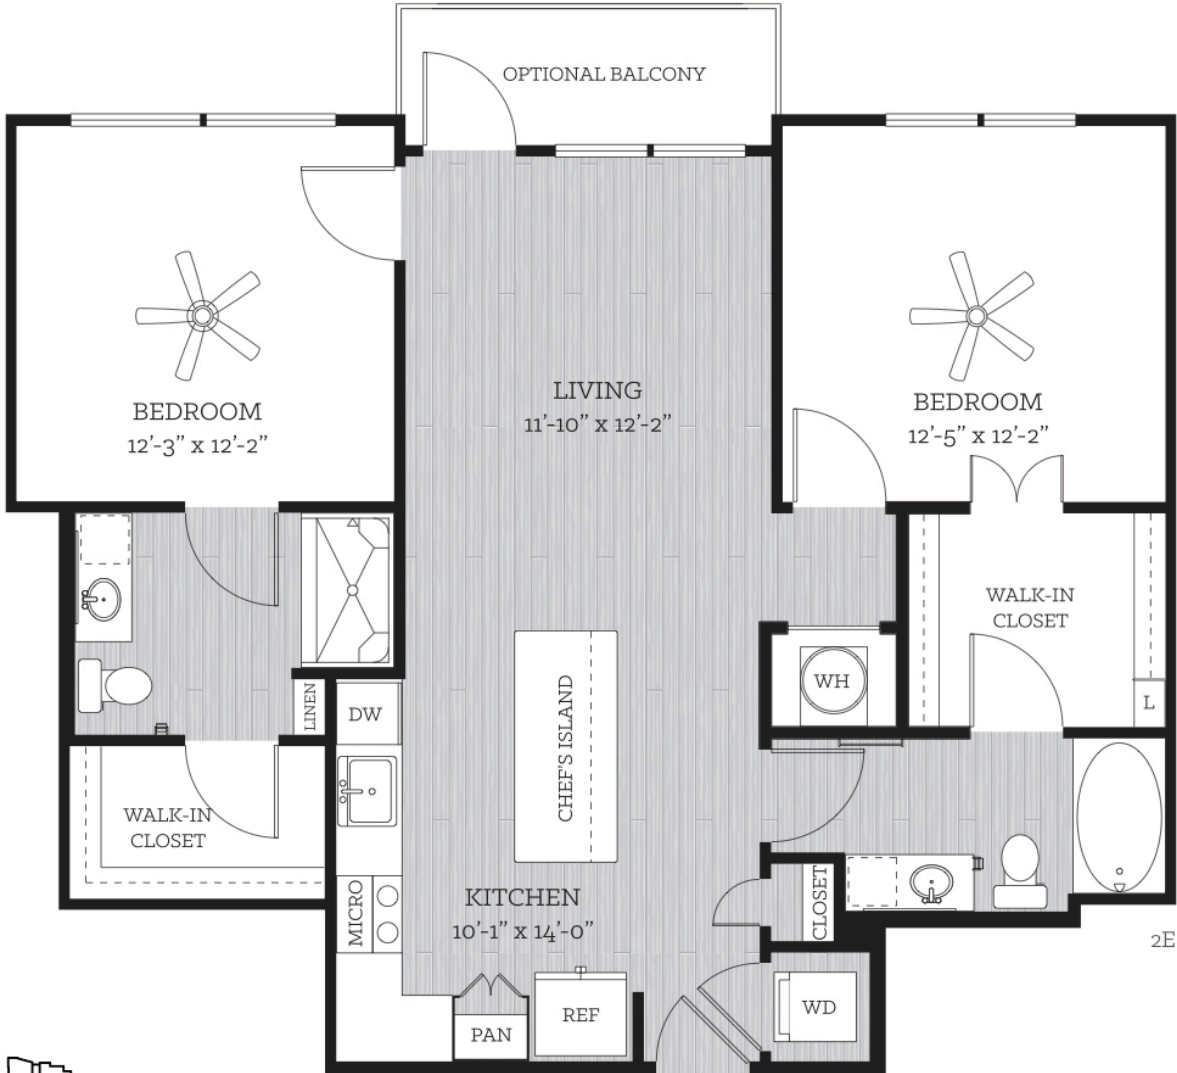 OPTIONAL BALCONY
BEDROOM
12'-3" x 12'-2"
LIVING
11'-10" x 12'-2"
BEDROOM
12'-5" x 12'-2"
WALK-IN
CLOSET
WH
L
LINEN
DW
CHEF'S ISLAND
WALK-IN
CLOSET
MICRO
KITCHEN
10'-1" x 14'-0"
CLOSET
2E
PAN
REF
WD